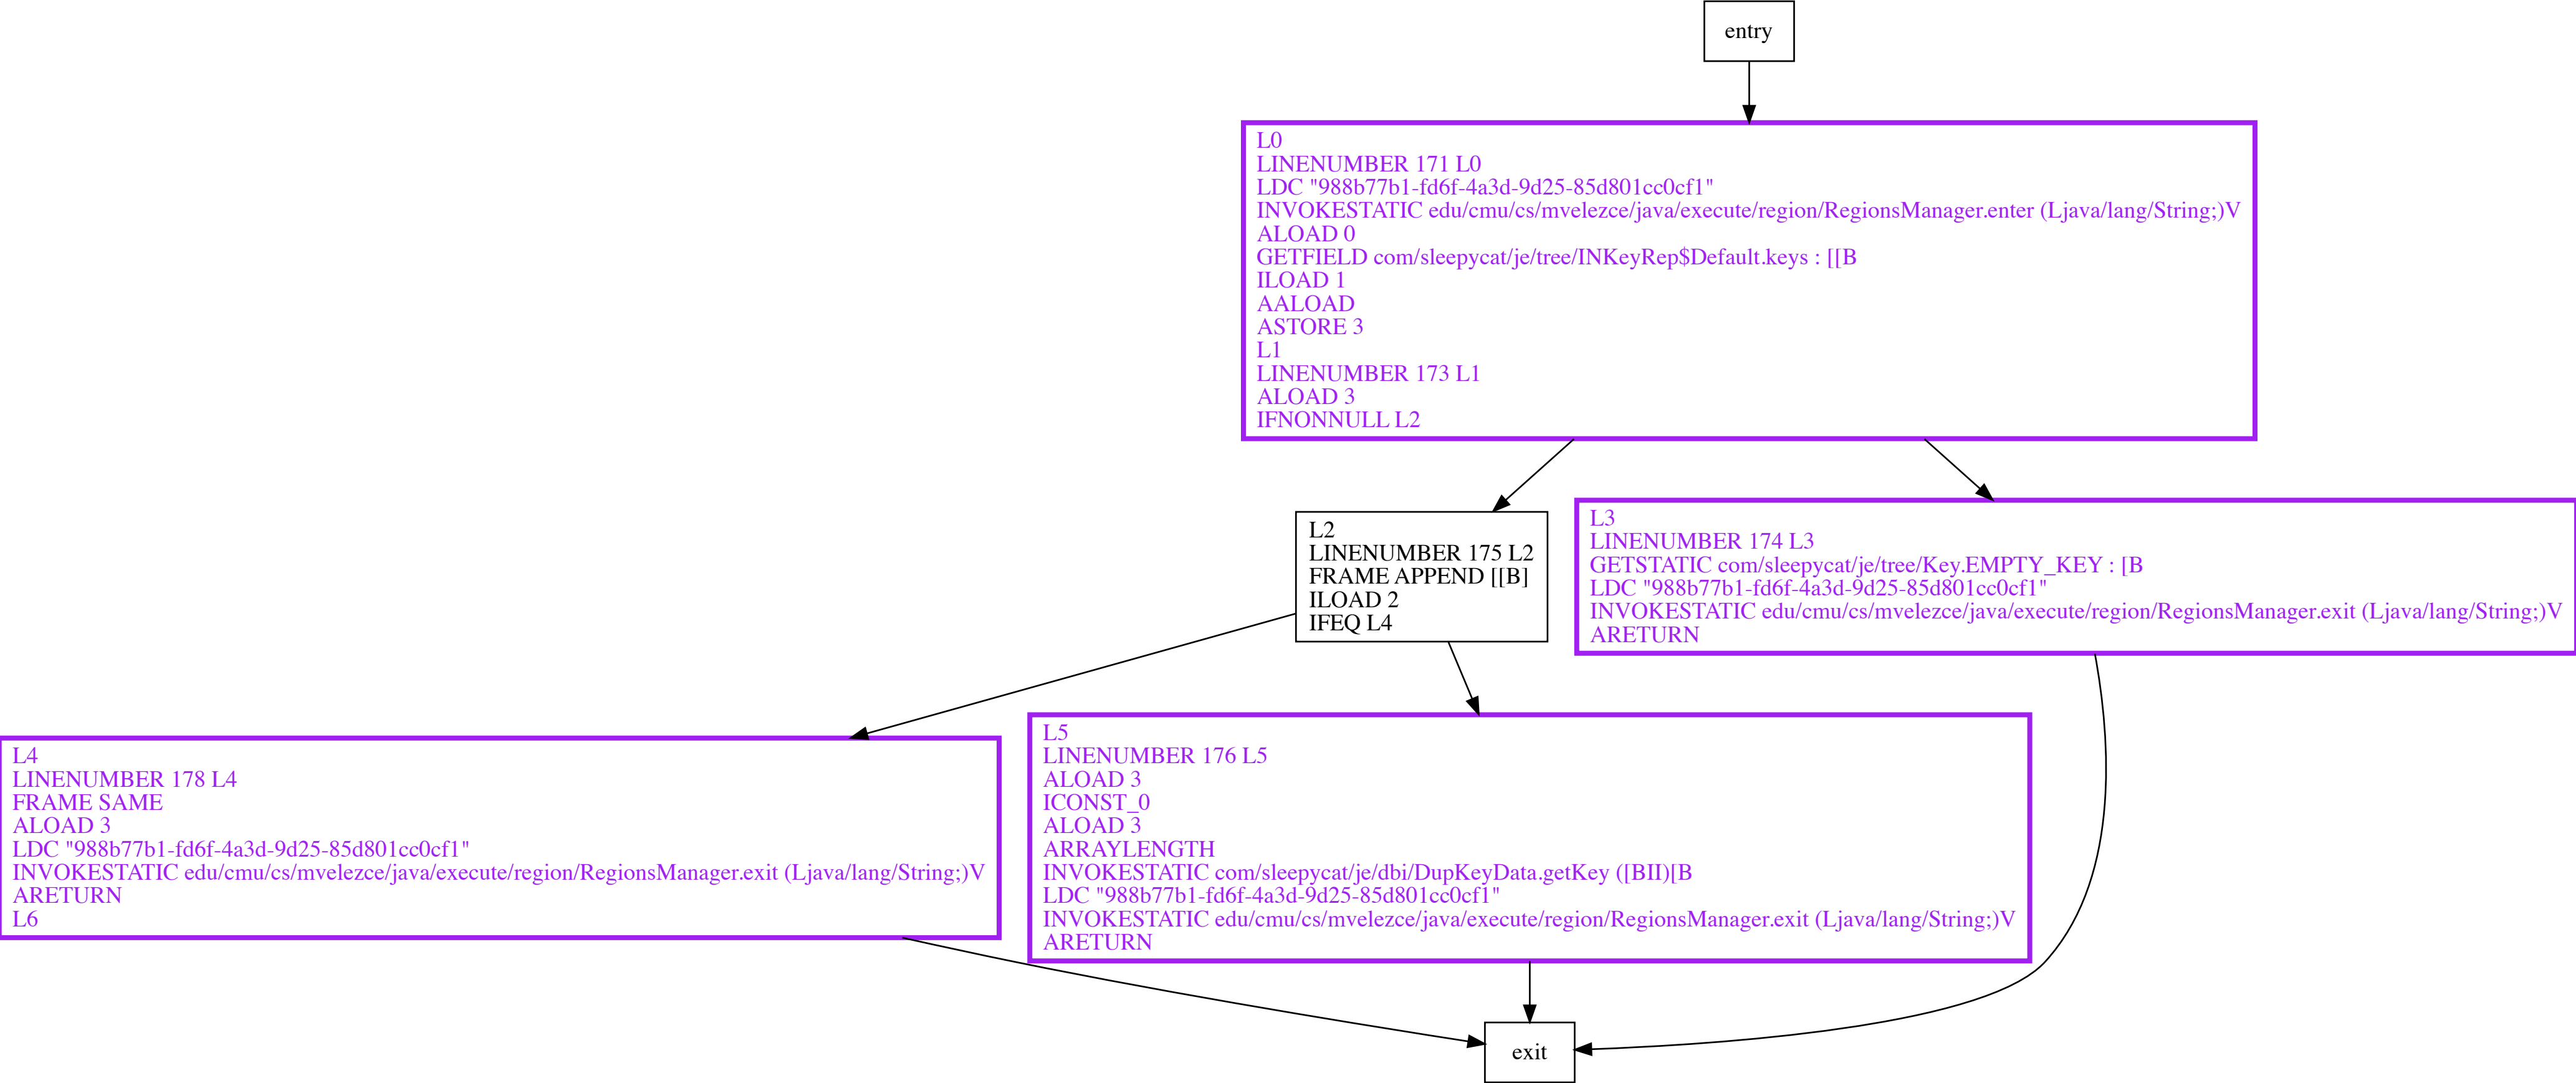 entry
L0
LINENUMBER 171 L0
LDC "988b77b1-fd6f-4a3d-9d25-85d801cc0cf1"
INVOKESTATIC edu/cmu/cs/mvelezce/java/execute/region/RegionsManager.enter (Ljava/lang/String;)V
ALOAD 0
GETFIELD com/sleepycat/je/tree/INKeyRep$Default.keys : [[B
ILOAD 1
AALOAD
ASTORE 3
L1
LINENUMBER 173 L1
ALOAD 3
IFNONNULL L2
L2
LINENUMBER 175 L2
FRAME APPEND [[B]
ILOAD 2
IFEQ L4
L3
LINENUMBER 174 L3
GETSTATIC com/sleepycat/je/tree/Key.EMPTY_KEY : [B
LDC "988b77b1-fd6f-4a3d-9d25-85d801cc0cf1"
INVOKESTATIC edu/cmu/cs/mvelezce/java/execute/region/RegionsManager.exit (Ljava/lang/String;)V
ARETURN
L4
LINENUMBER 178 L4
FRAME SAME
ALOAD 3
LDC "988b77b1-fd6f-4a3d-9d25-85d801cc0cf1"
INVOKESTATIC edu/cmu/cs/mvelezce/java/execute/region/RegionsManager.exit (Ljava/lang/String;)V
ARETURN
L6
L5
LINENUMBER 176 L5
ALOAD 3
ICONST_0
ALOAD 3
ARRAYLENGTH
INVOKESTATIC com/sleepycat/je/dbi/DupKeyData.getKey ([BII)[B
LDC "988b77b1-fd6f-4a3d-9d25-85d801cc0cf1"
INVOKESTATIC edu/cmu/cs/mvelezce/java/execute/region/RegionsManager.exit (Ljava/lang/String;)V
ARETURN
exit